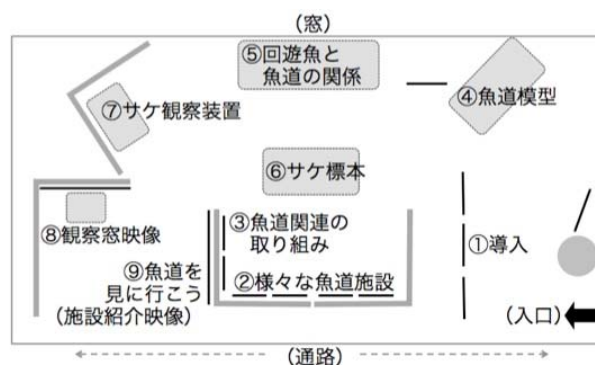 (窓)
⑤回遊魚と
魚道の関係
④魚道模型
⑦サケ観察装置
⑥サケ標本
⑧観察窓映像
③魚道関連の
取り組み
①導入
⑨魚道を
見に行こう
(施設紹介映像)
②様々な魚道施設
(入口)
(通路)